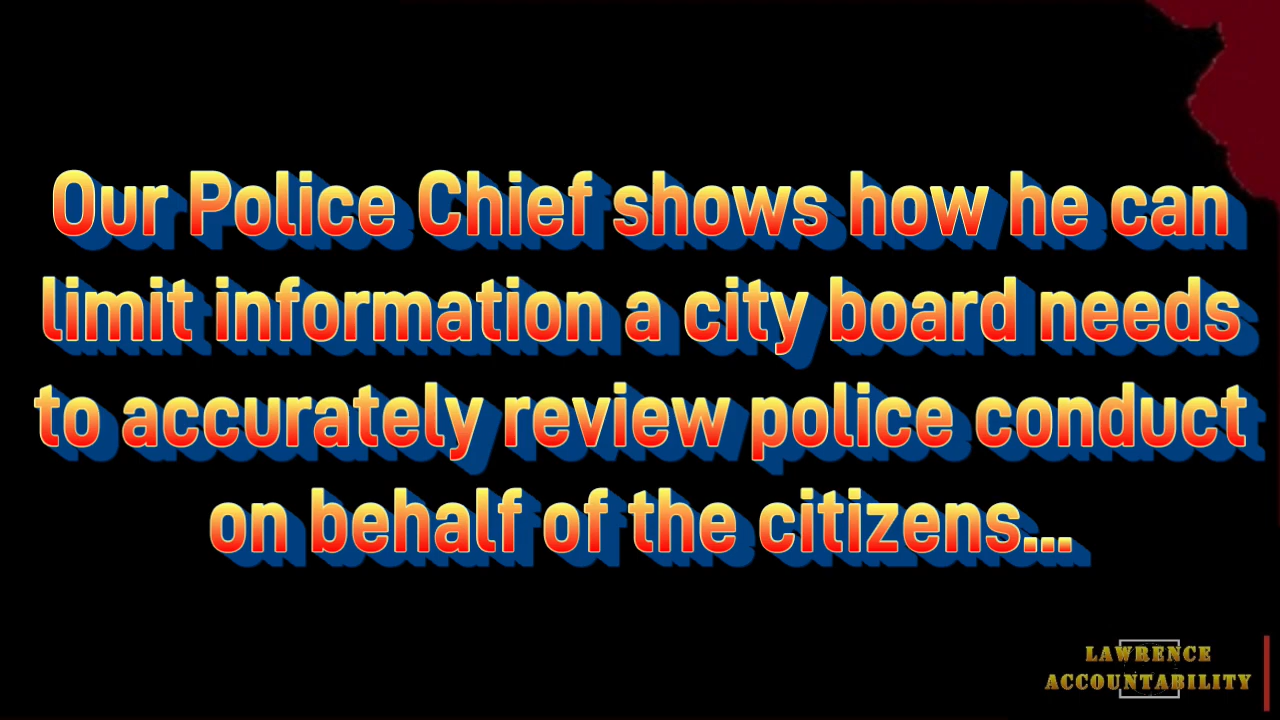 Our Police Chief shows how he can
limit information a city board needs
to accurately review police conduct
on behalf of the citizens...
LAWRENCE
ACCOUNTABILITY